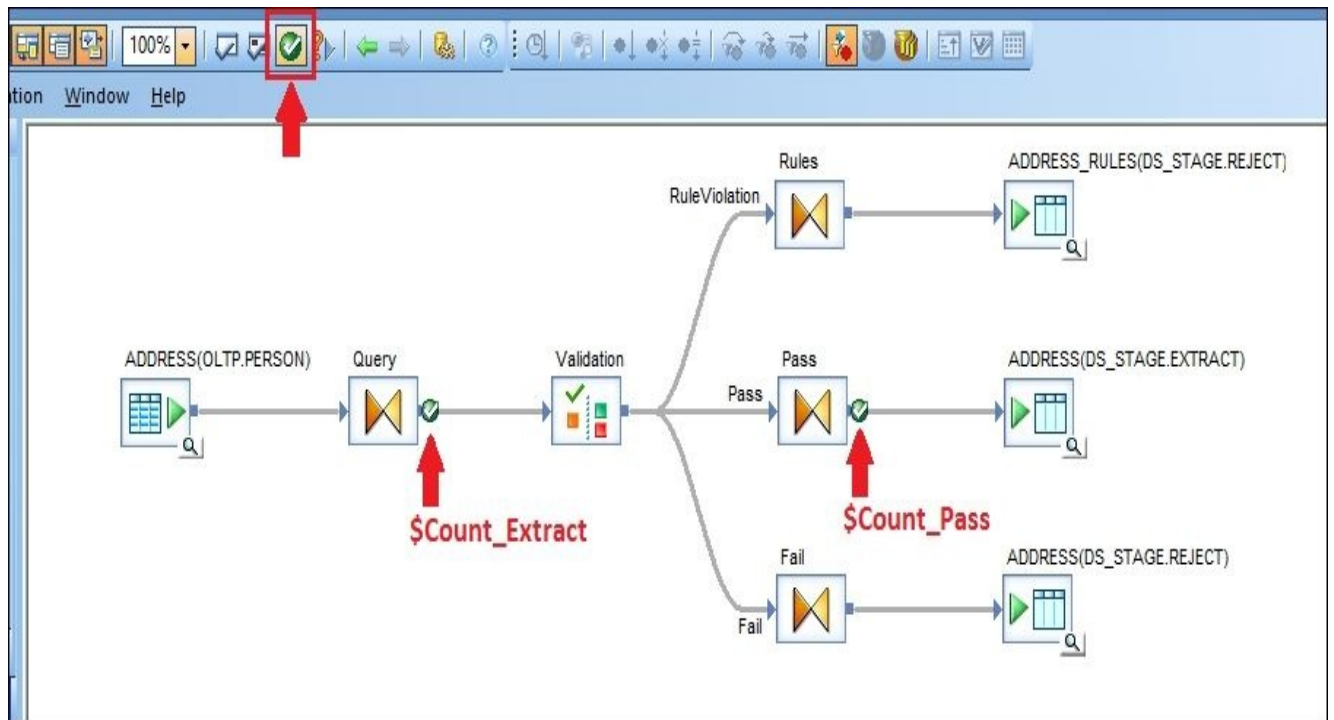 100%
ation Window Help
Rules
ADDRESS_RULES(DS_STAGE.REJECT)
RuleViolation
ADDRESS(OLTP.PERSON)
Query
Validation
Pass
ADDRESS(DS_STAGE.EXTRACT)
Pass
$Count_Extract
$Count_Pass
Fail
ADDRESS(DS_STAGE.REJECT)
Fail